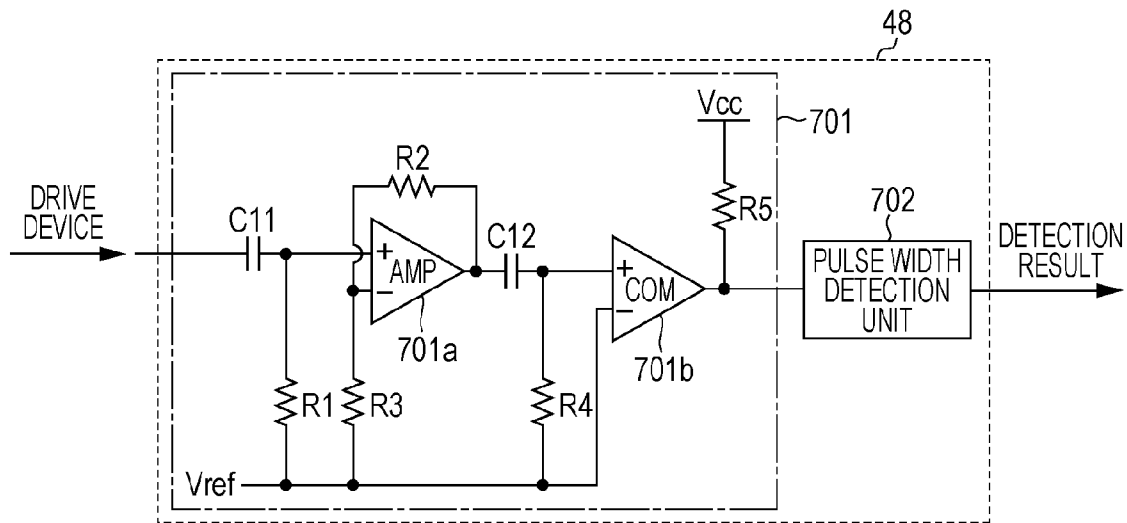 48
Vcc
701
R2
DRIVE
DEVICE
C11
R5
702
C12
DETECTION
RESULT
+
AMP
−
+
COM
−
PULSE WIDTH
DETECTION
UNIT
701a
701b
R1
R3
R4
Vref